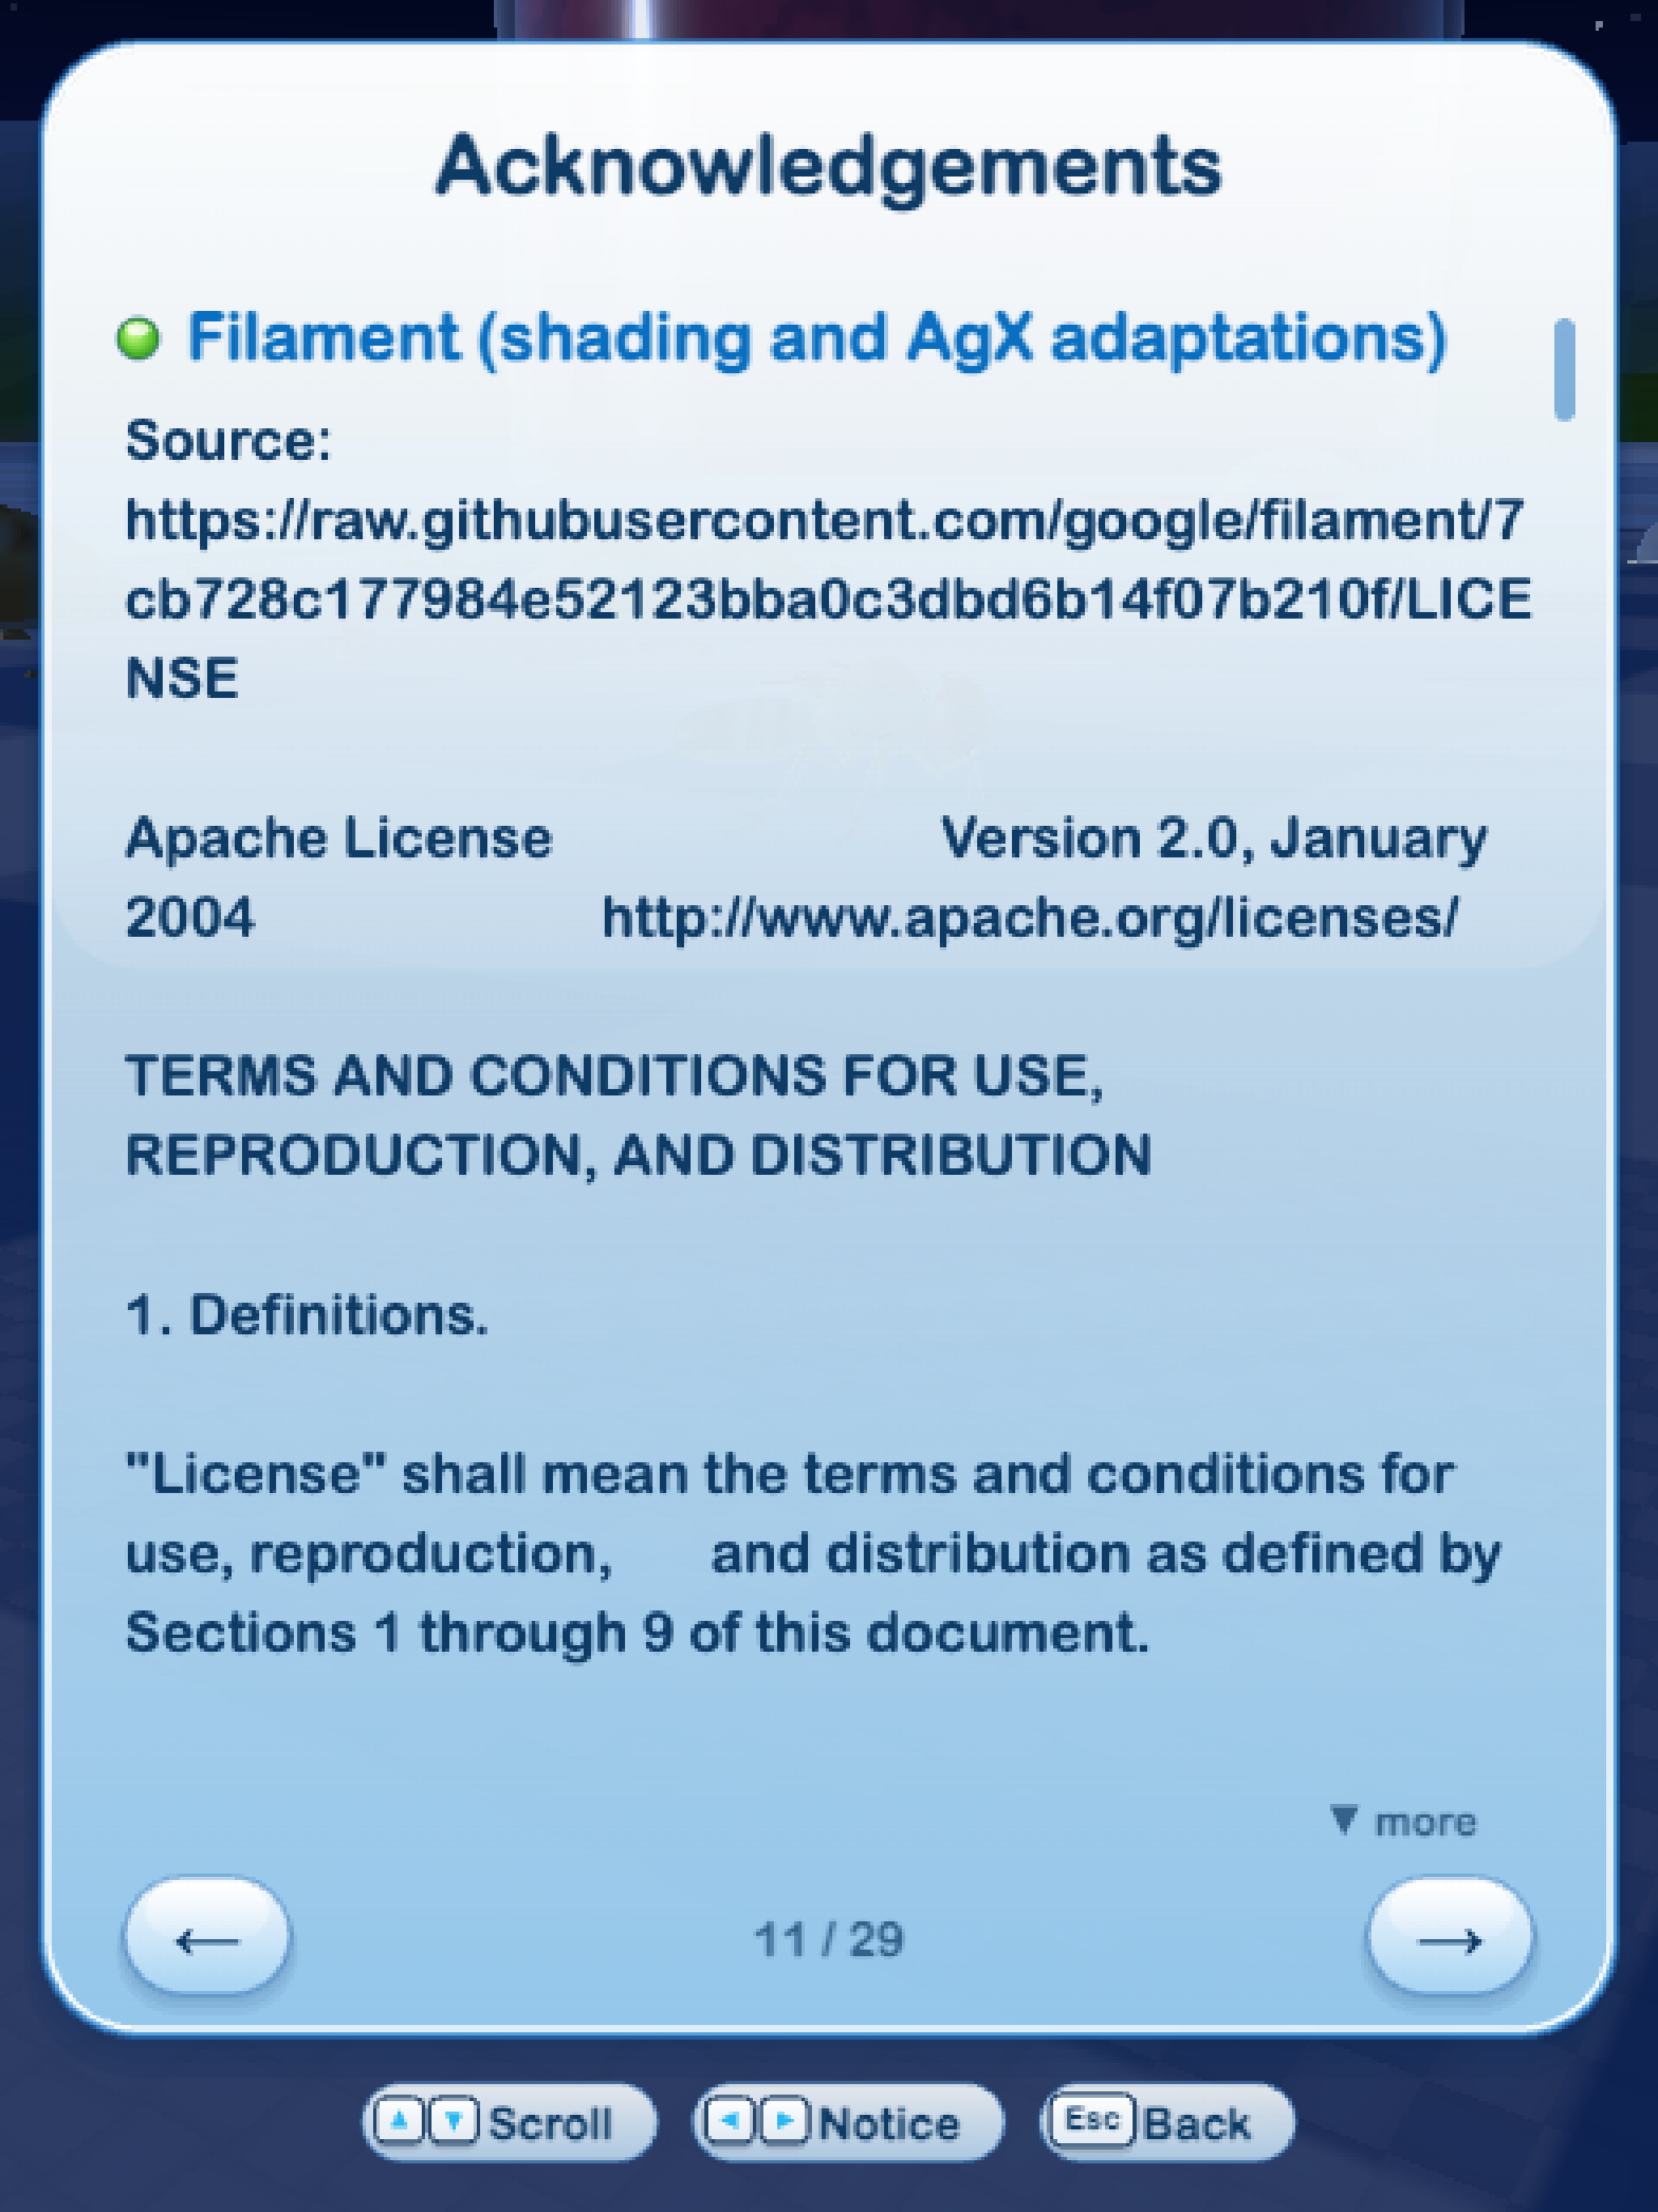 Acknowledgements
Filament (shading and AgX adaptations)
Source:
https://raw.githubusercontent.com/google/filament/7
cb728c177984e52123bba0c3dbd6b14f07b210f/LICE
NSE
Apache License Version 2.0, January
2004 http://www.apache.org/licenses/
TERMS AND CONDITIONS FOR USE,
REPRODUCTION, AND DISTRIBUTION
1. Definitions.
"License" shall mean the terms and conditions for
use, reproduction, and distribution as defined by
Sections 1 through 9 of this document.
▼ more
← 11 / 29 →
▲ ▼ Scroll ◄ ► Notice Esc Back